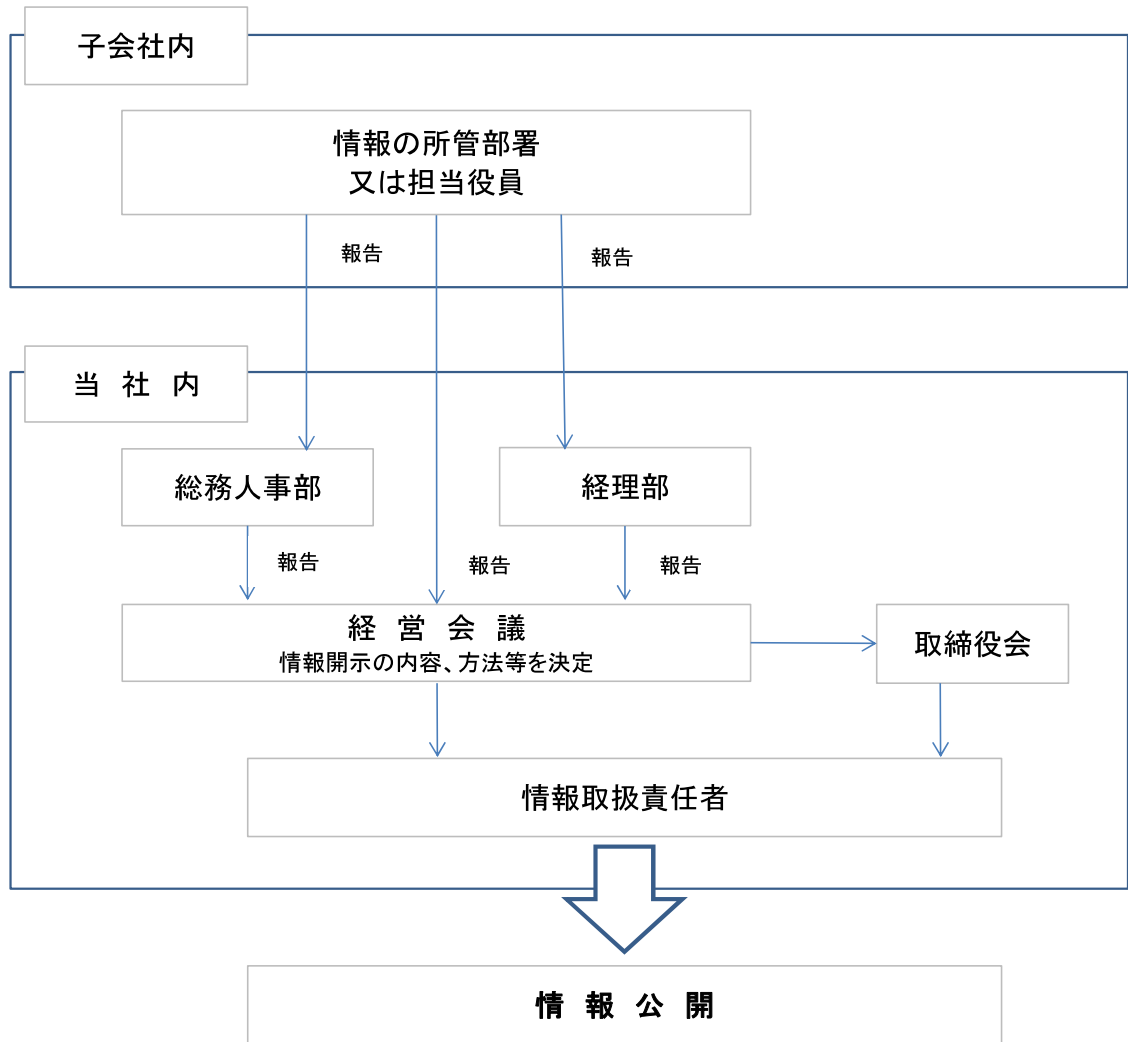 子会社内
情報の所管部署
又は担当役員
報告
報告
当 社 内
総務人事部
経理部
報告
報告
報告
経 営 会 議
情報開示の内容、方法等を決定
取締役会
情報取扱責任者
情 報 公 開